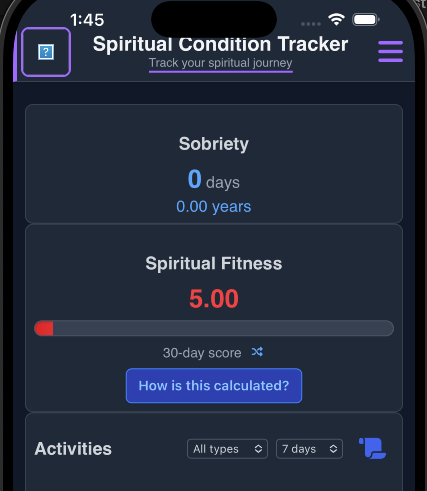 1:45
Spiritual Condition Tracker
Track your spiritual journey
Sobriety
0 days
0.00 years
Spiritual Fitness
5.00
30-day score
How is this calculated?
Activities All types 7 days